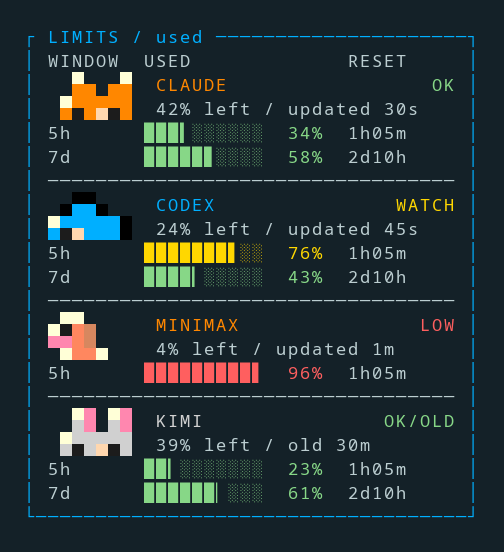 LIMITS / used
WINDOW USED RESET
CLAUDE OK
42% left / updated 30s
5h 34% 1h05m
7d 58% 2d10h
CODEX WATCH
24% left / updated 45s
5h 76% 1h05m
7d 43% 2d10h
MINIMAX LOW
4% left / updated 1m
5h 96% 1h05m
KIMI OK/OLD
39% left / old 30m
5h 23% 1h05m
7d 61% 2d10h